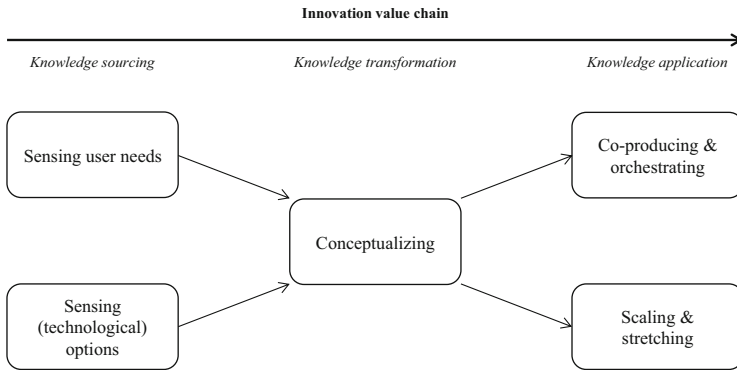 Innovation value chain
Knowledge sourcing
Knowledge transformation
Knowledge application
Sensing user needs
Co-producing &
orchestrating
Conceptualizing
Sensing
(technological)
options
Scaling &
stretching